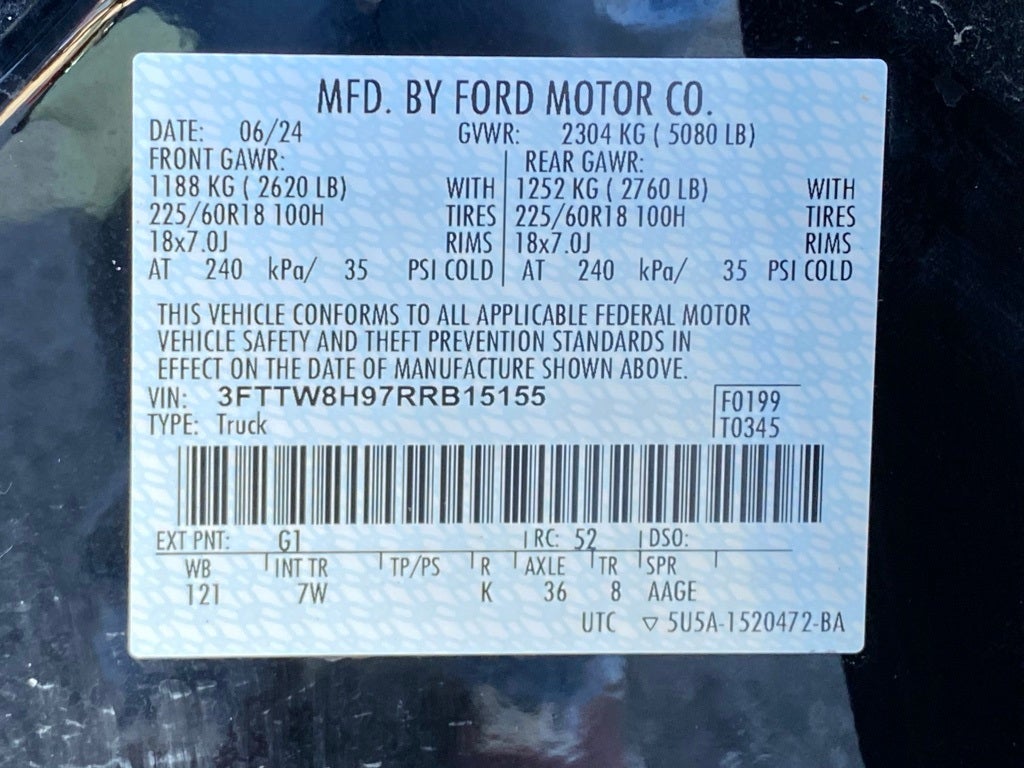 MFD. BY FORD MOTOR CO.
DATE: 06/24 GVWR: 2304 KG ( 5080 LB)
FRONT GAWR: REAR GAWR:
1188 KG ( 2620 LB) WITH 1252 KG ( 2760 LB) WITH
225/60R18 100H TIRES 225/60R18 100H TIRES
18x7.0J RIMS 18x7.0J RIMS
AT 240 kPa/ 35 PSI COLD AT 240 kPa/ 35 PSI COLD
THIS VEHICLE CONFORMS TO ALL APPLICABLE FEDERAL MOTOR
VEHICLE SAFETY AND THEFT PREVENTION STANDARDS IN
EFFECT ON THE DATE OF MANUFACTURE SHOWN ABOVE.
VIN: 3FTTW8H97RRB15155 F0199
TYPE: Truck T0345
EXT PNT: G1 RC: 52 DSO:
WB INT TR TP/PS R AXLE TR SPR
121 7W K 36 8 AAGE
UTC ▽ 5U5A-1520472-BA